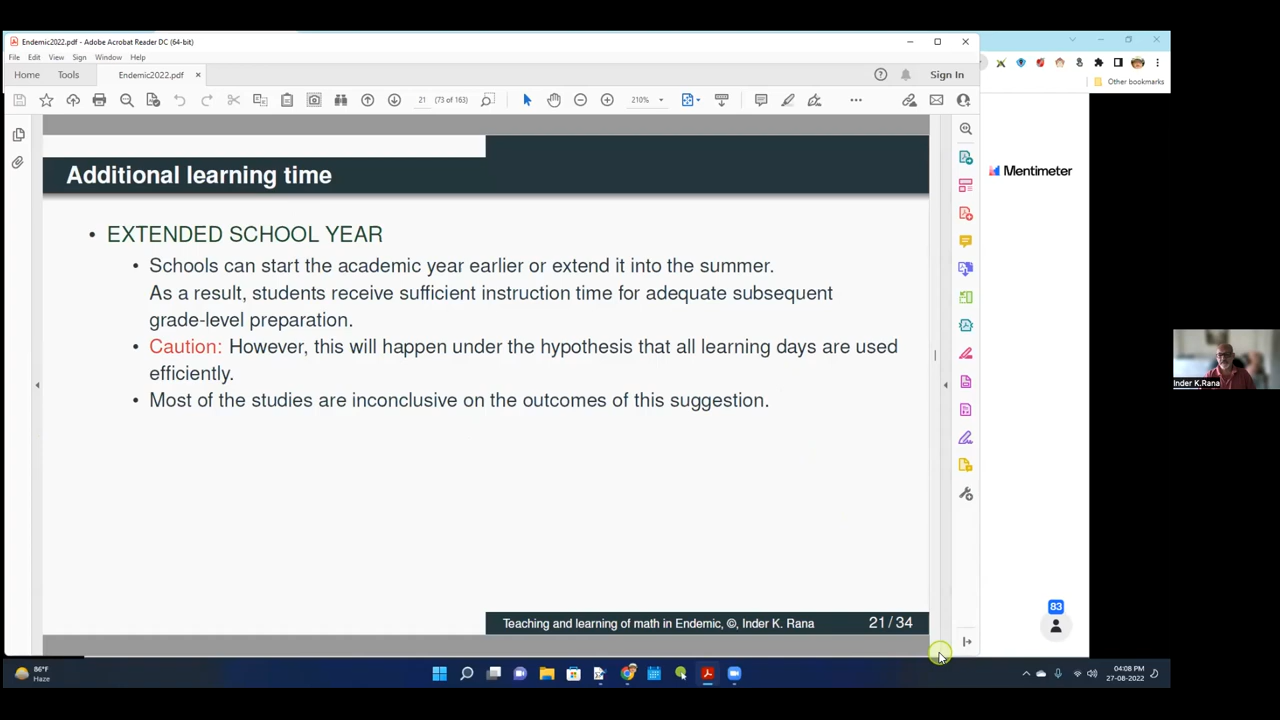 Endemic2022.pdf - Adobe Acrobat Reader DC (64-bit)
File Edit View Sign Window Help
Home Tools Endemic2022.pdf × Sign In
Other bookmarks
21 (73 of 163) 210%
Additional learning time
Mentimeter
• EXTENDED SCHOOL YEAR
• Schools can start the academic year earlier or extend it into the summer.
As a result, students receive sufficient instruction time for adequate subsequent
grade-level preparation.
• Caution: However, this will happen under the hypothesis that all learning days are used
efficiently.
• Most of the studies are inconclusive on the outcomes of this suggestion.
Inder K.Rana
83
Teaching and learning of math in Endemic, ©, Inder K. Rana 21 / 34
86°F
Haze
04:08 PM
27-08-2022